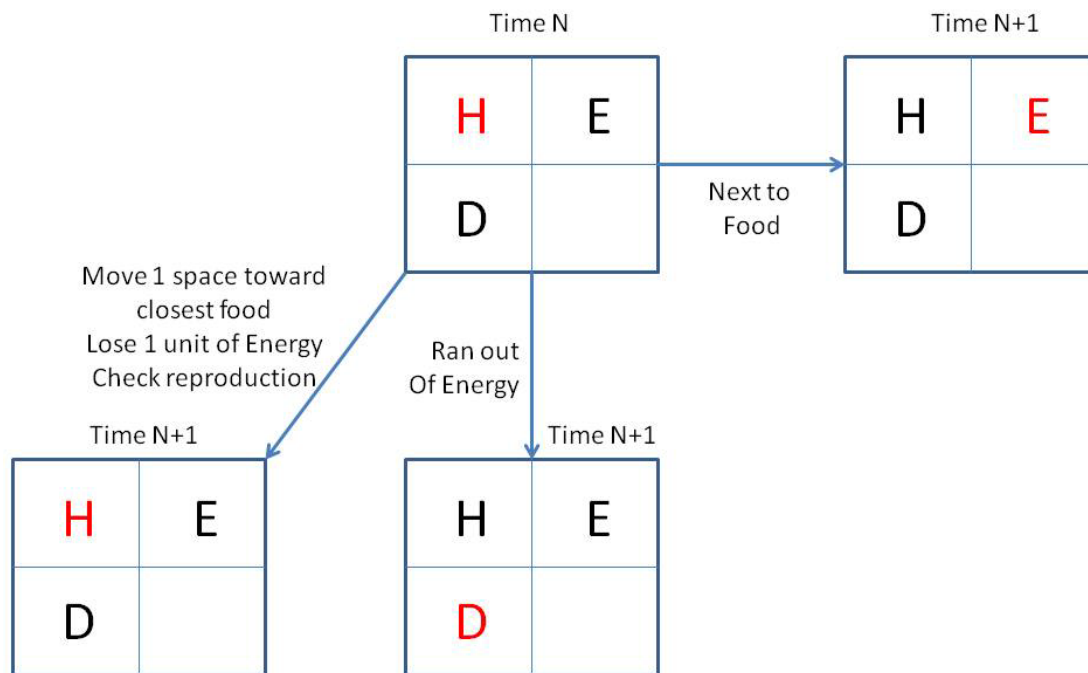 Time N
Time N+1
H E
H E
D
D
Next to
Food
Move 1 space toward
closest food
Lose 1 unit of Energy
Check reproduction
Ran out
Of Energy
Time N+1
Time N+1
H E
H E
D
D